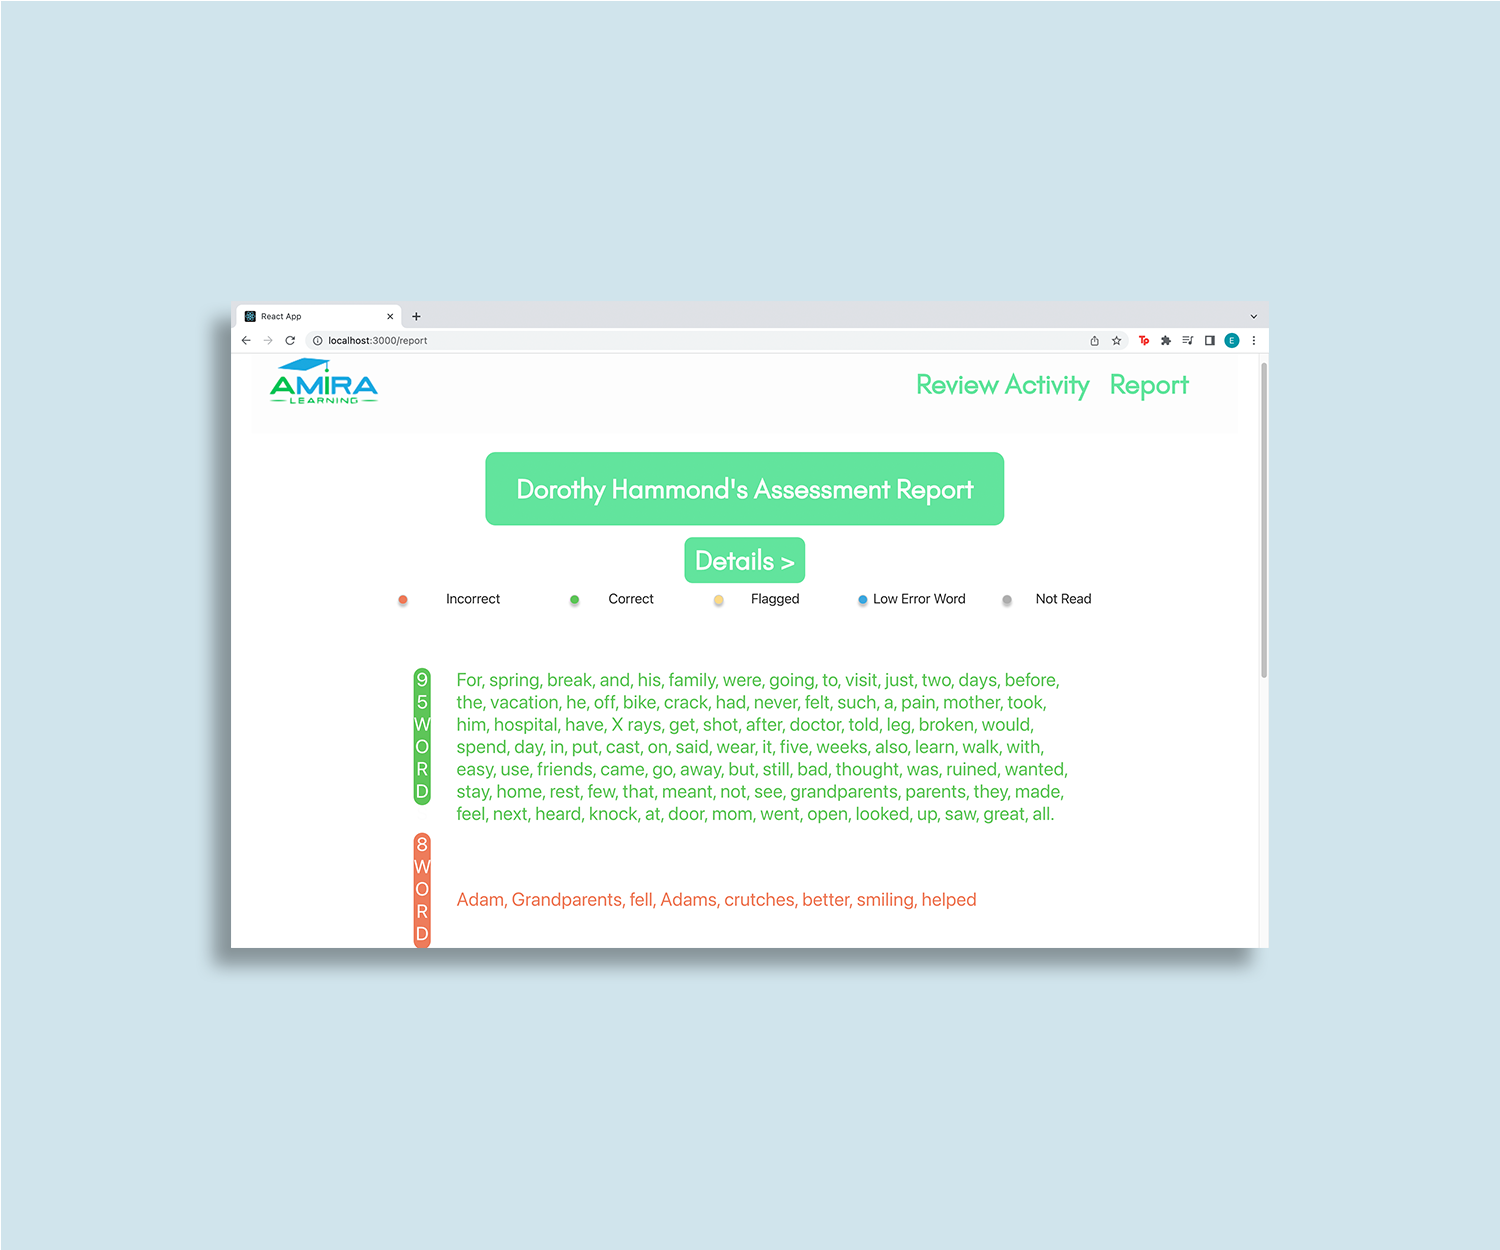 React App
localhost:3000/report
Tp
E
AMIRA
LEARNING
Review Activity Report
Dorothy Hammond's Assessment Report
Details >
Incorrect Correct Flagged Low Error Word Not Read
95 WORD
For, spring, break, and, his, family, were, going, to, visit, just, two, days, before,
the, vacation, he, off, bike, crack, had, never, felt, such, a, pain, mother, took,
him, hospital, have, X rays, get, shot, after, doctor, told, leg, broken, would,
spend, day, in, put, cast, on, said, wear, it, five, weeks, also, learn, walk, with,
easy, use, friends, came, go, away, but, still, bad, thought, was, ruined, wanted,
stay, home, rest, few, that, meant, not, see, grandparents, parents, they, made,
feel, next, heard, knock, at, door, mom, went, open, looked, up, saw, great, all.
8 WORD
Adam, Grandparents, fell, Adams, crutches, better, smiling, helped